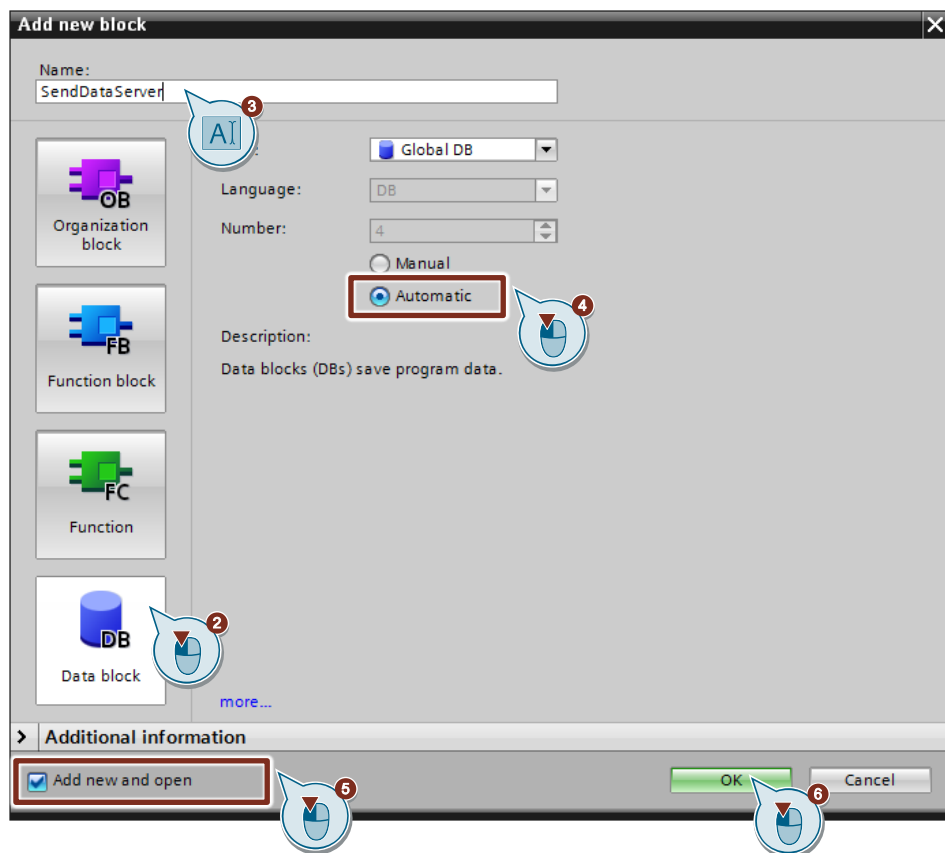 Add new block
Name:
SendDataServer
3
AI
Global DB
OB
Organization
block
Language:
DB
Number:
4
Manual
Automatic
4
FB
Function block
Description:
Data blocks (DBs) save program data.
FC
Function
DB
Data block
2
more...
Additional information
Add new and open
5
OK
6
Cancel